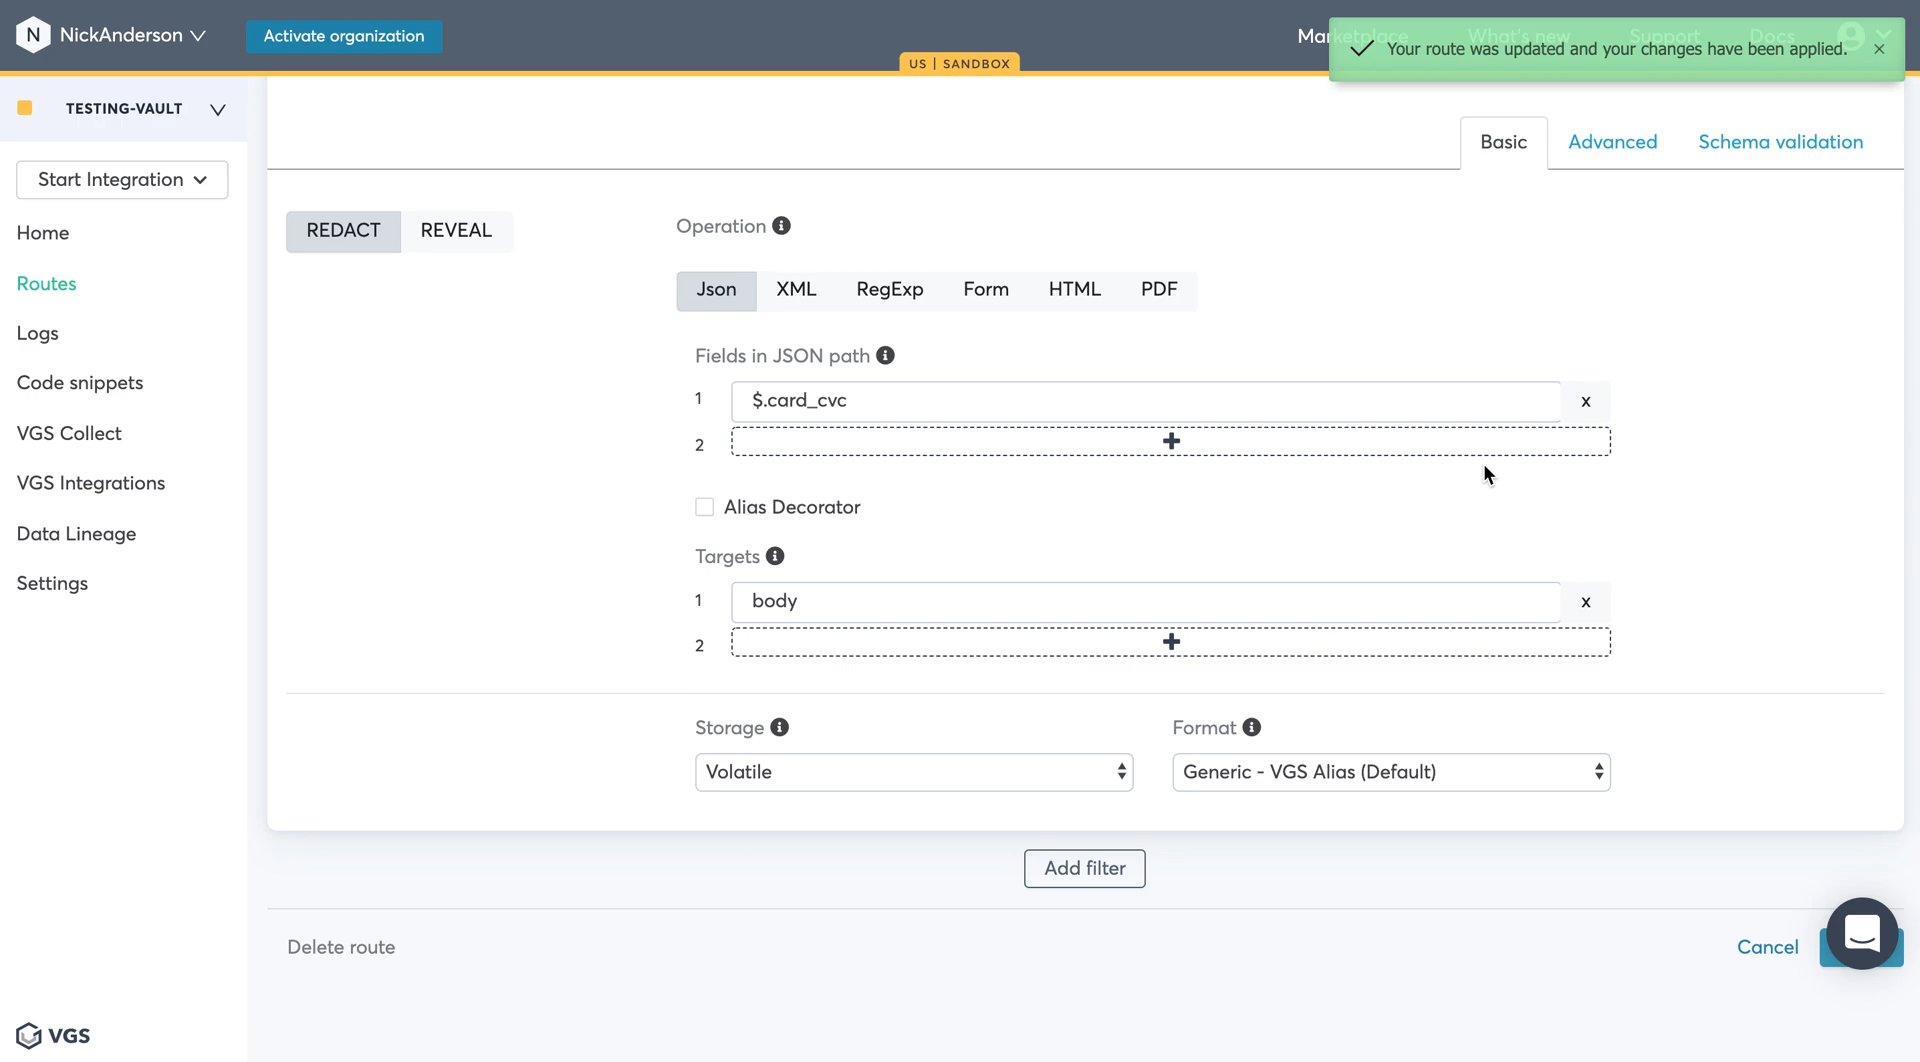 N NickAnderson
Activate organization
US | SANDBOX
Marketplace What's new Support Docs
Your route was updated and your changes have been applied. ×
TESTING-VAULT
Start Integration
Home
Routes
Logs
Code snippets
VGS Collect
VGS Integrations
Data Lineage
Settings
VGS
Basic Advanced Schema validation
REDACT REVEAL
Operation
Json XML RegExp Form HTML PDF
Fields in JSON path
1 $.card_cvc x
2 +
Alias Decorator
Targets
1 body x
2 +
Storage Format
Volatile Generic - VGS Alias (Default)
Add filter
Delete route Cancel